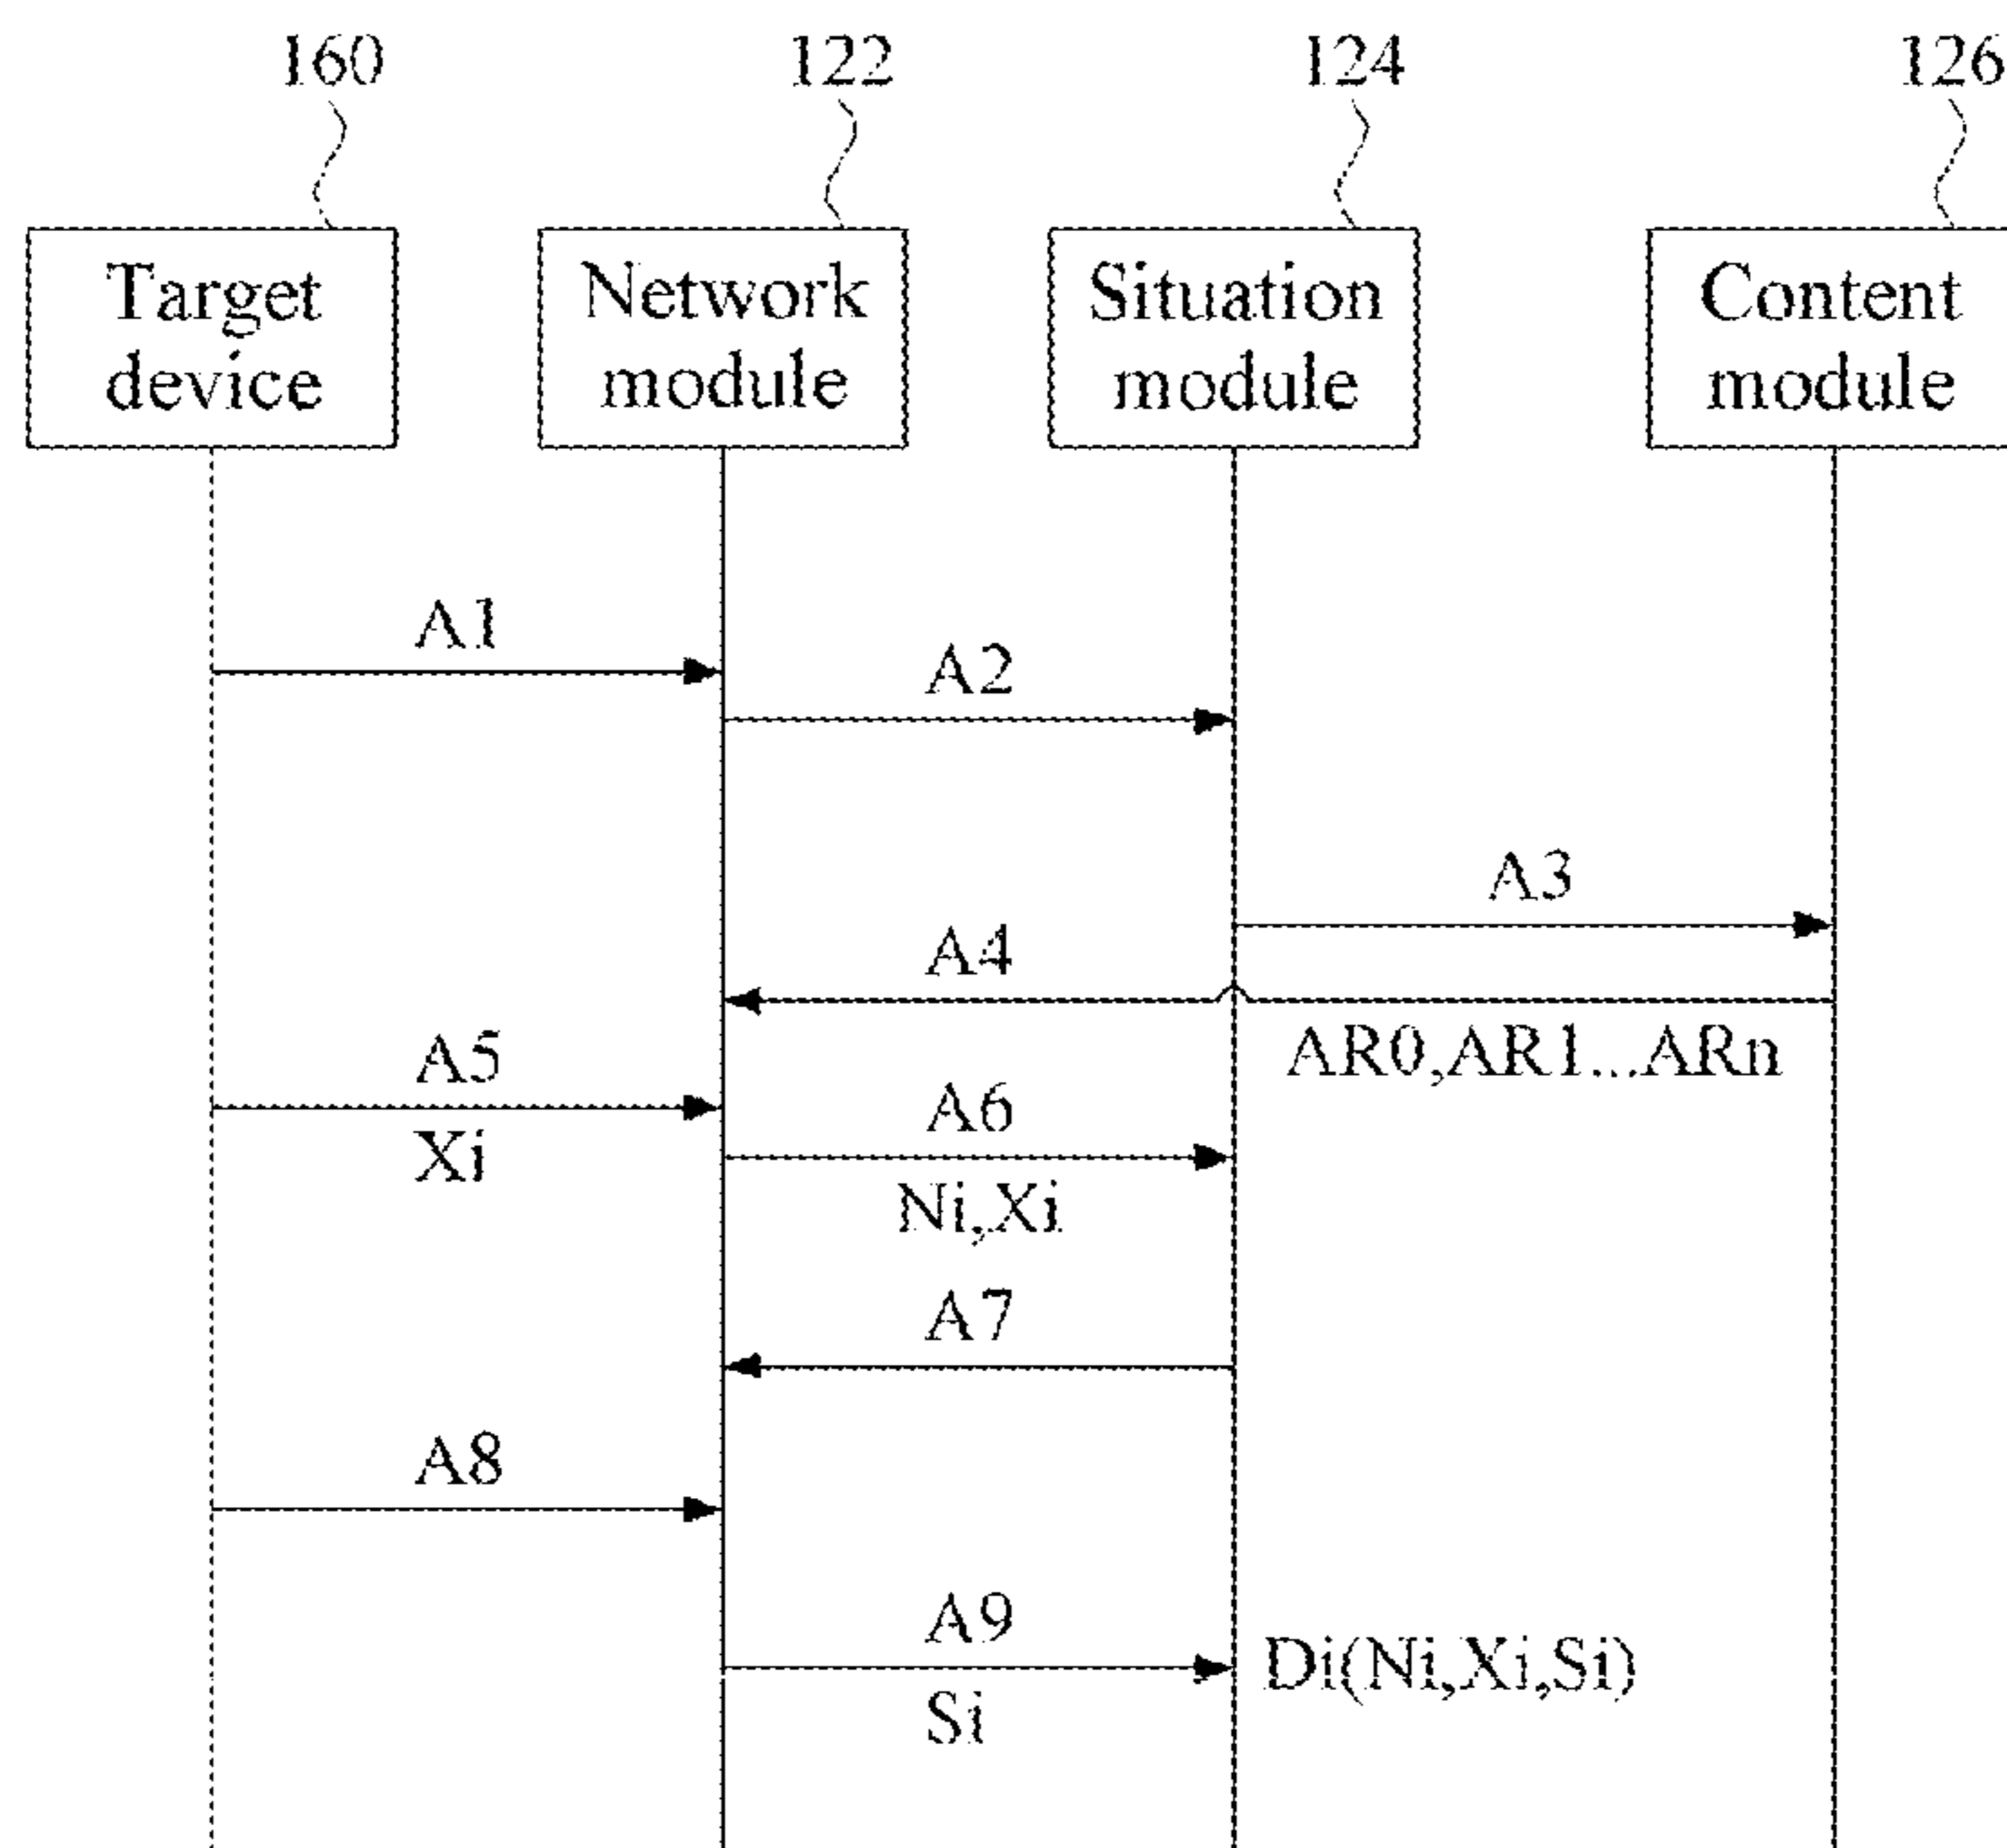 160
122
124
126
Target
device
Network
module
Situation
module
Content
module
A1
A2
A3
A4
AR0,AR1...ARn
A5
Xi
A6
Ni,Xi
A7
A8
A9
Si
Di(Ni,Xi,Si)